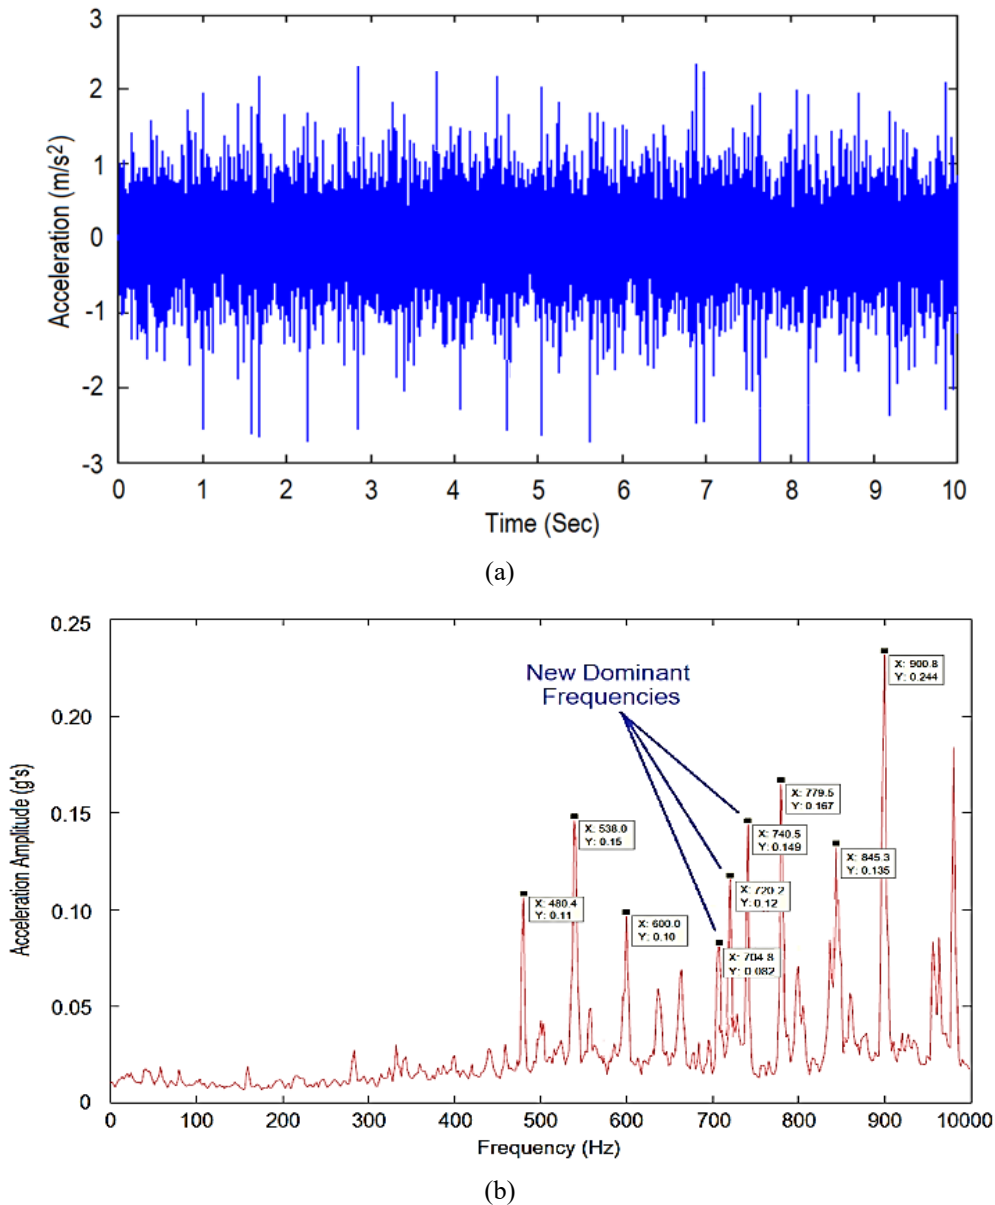 3
2
1
0
-1
-2
-3
Acceleration (m/s²)
0 1 2 3 4 5 6 7 8 9 10
Time (Sec)
(a)
0.25
0.20
0.15
0.10
0.05
0
Acceleration Amplitude (g's)
New Dominant
Frequencies
X: 480.4
Y: 0.11
X: 538.0
Y: 0.15
X: 600.0
Y: 0.10
X: 704.8
Y: 0.082
X: 720.2
Y: 0.12
X: 740.5
Y: 0.149
X: 779.5
Y: 0.167
X: 845.3
Y: 0.135
X: 900.8
Y: 0.244
0 100 200 300 400 500 600 700 800 900 10000
Frequency (Hz)
(b)